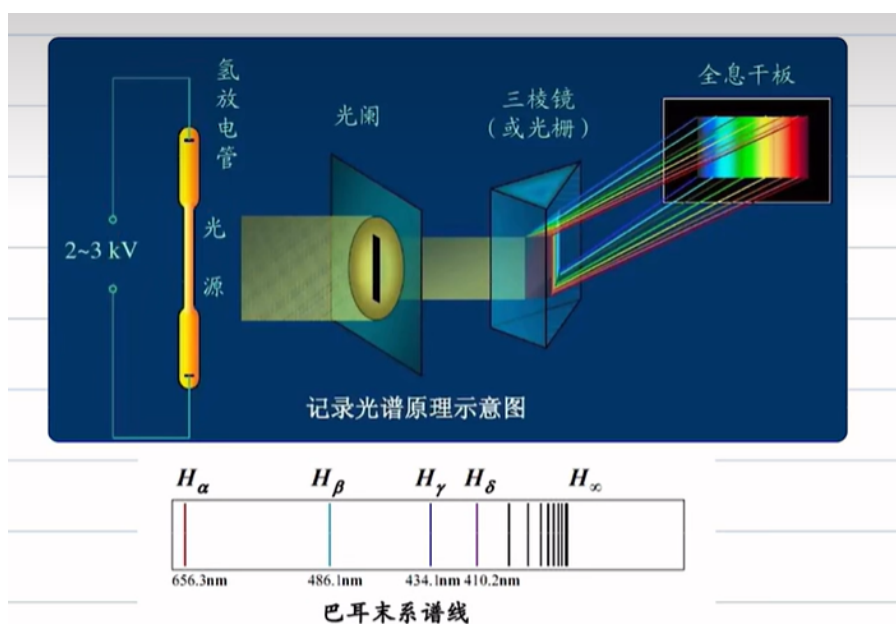 氢放电管
2~3 kV
光源
光阑
三棱镜
(或光栅)
全息干板
记录光谱原理示意图
Hα Hβ Hγ Hδ H∞
656.3nm 486.1nm 434.1nm 410.2nm
巴耳末系谱线